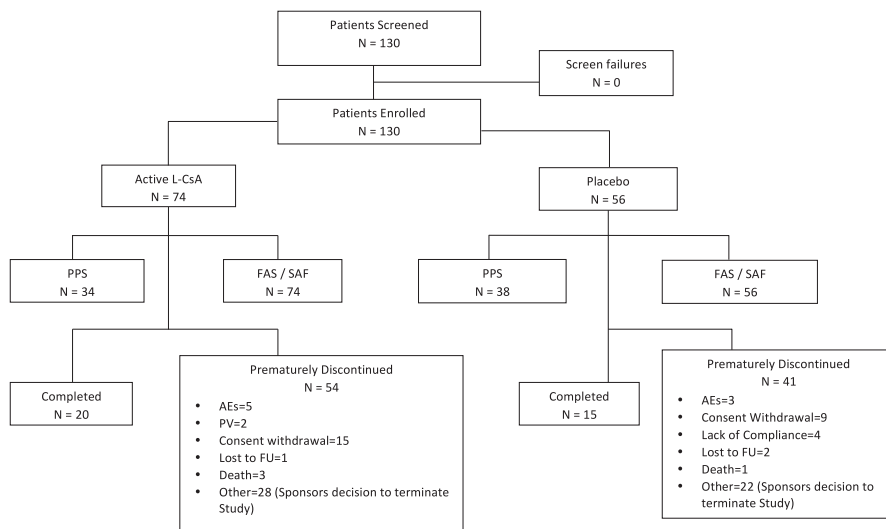 Patients Screened
N = 130
Screen failures
N = 0
Patients Enrolled
N = 130
Active L-CsA
N = 74
Placebo
N = 56
PPS
N = 34
FAS / SAF
N = 74
PPS
N = 38
FAS / SAF
N = 56
Completed
N = 20
Prematurely Discontinued
N = 54
• AEs=5
• PV=2
• Consent withdrawal=15
• Lost to FU=1
• Death=3
• Other=28 (Sponsors decision to terminate
Study)
Completed
N = 15
Prematurely Discontinued
N = 41
• AEs=3
• Consent Withdrawal=9
• Lack of Compliance=4
• Lost to FU=2
• Death=1
• Other=22 (Sponsors decision to
terminate Study)